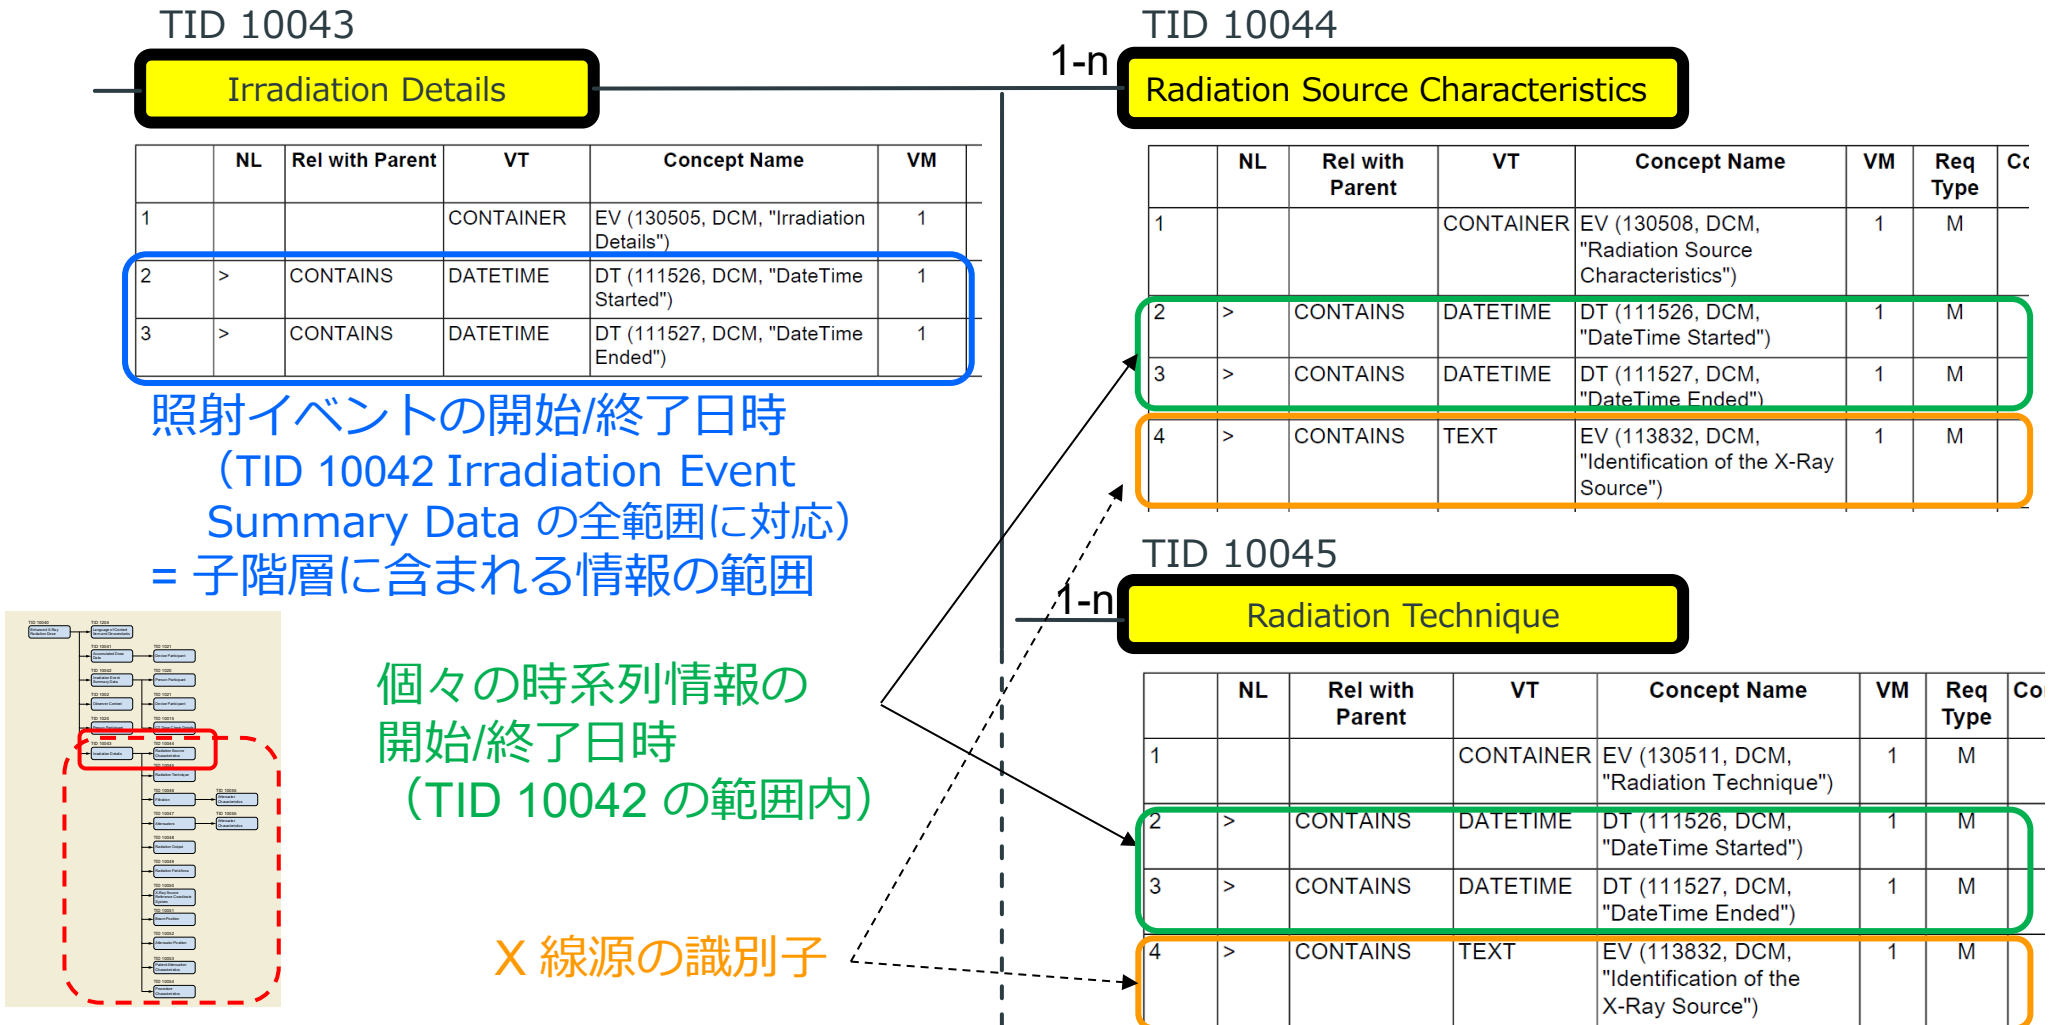 TID 10043
Irradiation Details
NL Rel with Parent VT Concept Name VM
1 CONTAINER EV (130505, DCM, "Irradiation
Details")
1
2 > CONTAINS DATETIME DT (111526, DCM, "DateTime
Started")
1
3 > CONTAINS DATETIME DT (111527, DCM, "DateTime
Ended")
1
照射イベントの開始/終了日時
（TID 10042 Irradiation Event
Summary Data の全範囲に対応）
= 子階層に含まれる情報の範囲
1-n
TID 10044
Radiation Source Characteristics
NL Rel with
Parent
VT Concept Name VM Req
Type
1 CONTAINER EV (130508, DCM,
"Radiation Source
Characteristics")
1 M
2 > CONTAINS DATETIME DT (111526, DCM,
"DateTime Started")
1 M
3 > CONTAINS DATETIME DT (111527, DCM,
"DateTime Ended")
1 M
4 > CONTAINS TEXT EV (113832, DCM,
"Identification of the X-Ray
Source")
1 M
個々の時系列情報の
開始/終了日時
（TID 10042 の範囲内）
X 線源の識別子
1-n
TID 10045
Radiation Technique
NL Rel with
Parent
VT Concept Name VM Req
Type
1 CONTAINER EV (130511, DCM,
"Radiation Technique")
1 M
2 > CONTAINS DATETIME DT (111526, DCM,
"DateTime Started")
1 M
3 > CONTAINS DATETIME DT (111527, DCM,
"DateTime Ended")
1 M
4 > CONTAINS TEXT EV (113832, DCM,
"Identification of the
X-Ray Source")
1 M